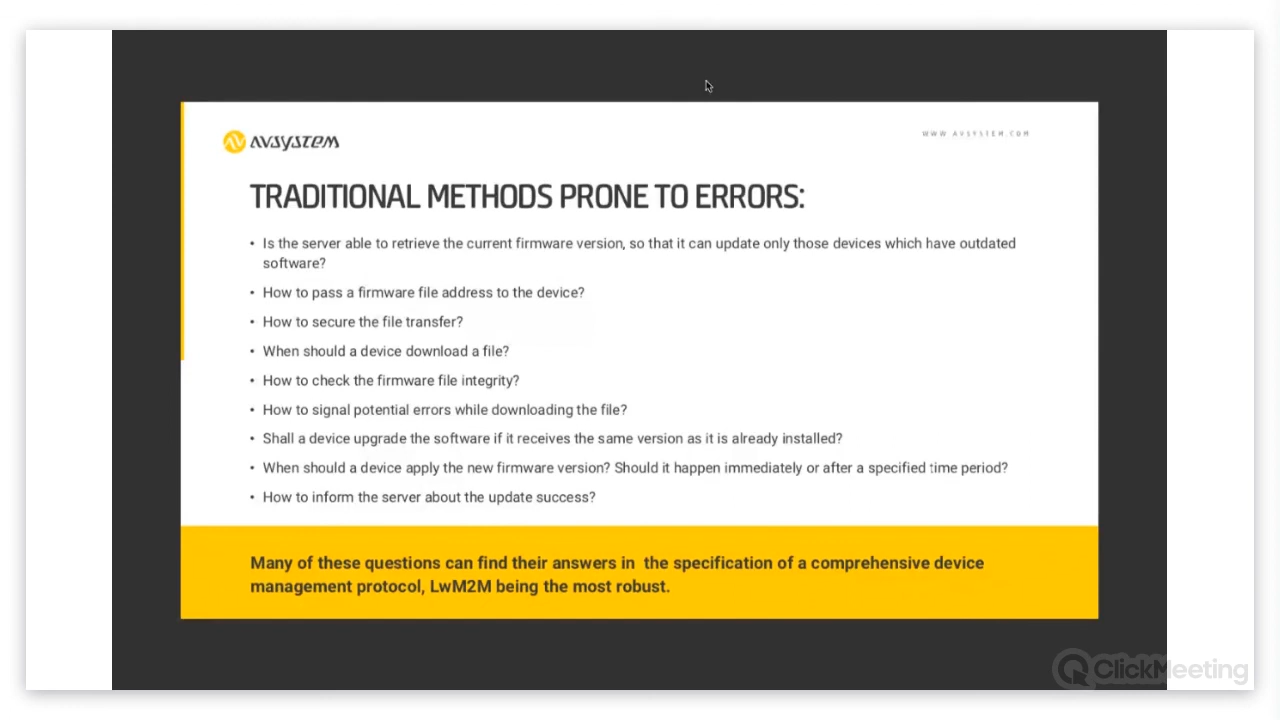 AVSYSTEM
WWW.AVSYSTEM.COM
TRADITIONAL METHODS PRONE TO ERRORS:
• Is the server able to retrieve the current firmware version, so that it can update only those devices which have outdated
software?
• How to pass a firmware file address to the device?
• How to secure the file transfer?
• When should a device download a file?
• How to check the firmware file integrity?
• How to signal potential errors while downloading the file?
• Shall a device upgrade the software if it receives the same version as it is already installed?
• When should a device apply the new firmware version? Should it happen immediately or after a specified time period?
• How to inform the server about the update success?
Many of these questions can find their answers in the specification of a comprehensive device
management protocol, LwM2M being the most robust.
ClickMeeting